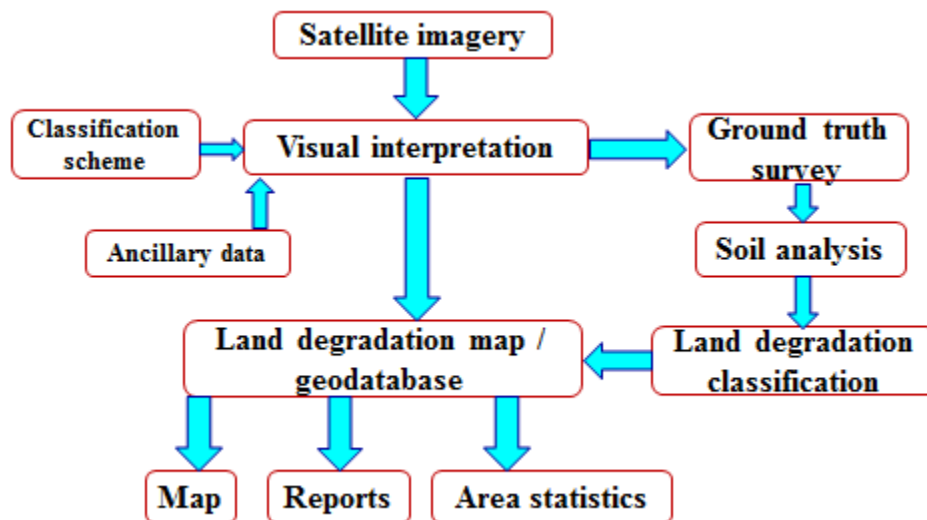 Satellite imagery
Classification
scheme
Visual interpretation
Ground truth
survey
Ancillary data
Soil analysis
Land degradation map /
geodatabase
Land degradation
classification
Map
Reports
Area statistics